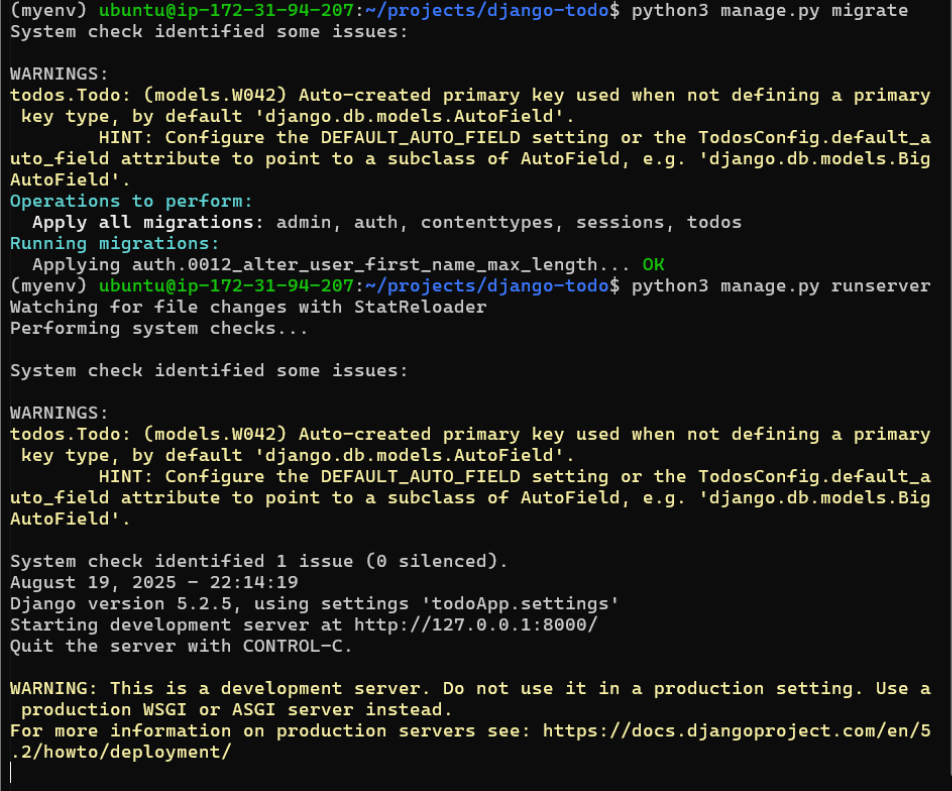 (myenv) ubuntu@ip-172-31-94-207:~/projects/django-todo$ python3 manage.py migrate
System check identified some issues:
WARNINGS:
todos.Todo: (models.W042) Auto-created primary key used when not defining a primary
 key type, by default 'django.db.models.AutoField'.
        HINT: Configure the DEFAULT_AUTO_FIELD setting or the TodosConfig.default_a
uto_field attribute to point to a subclass of AutoField, e.g. 'django.db.models.Big
AutoField'.
Operations to perform:
  Apply all migrations: admin, auth, contenttypes, sessions, todos
Running migrations:
  Applying auth.0012_alter_user_first_name_max_length... OK
(myenv) ubuntu@ip-172-31-94-207:~/projects/django-todo$ python3 manage.py runserver
Watching for file changes with StatReloader
Performing system checks...
System check identified some issues:
WARNINGS:
todos.Todo: (models.W042) Auto-created primary key used when not defining a primary
 key type, by default 'django.db.models.AutoField'.
        HINT: Configure the DEFAULT_AUTO_FIELD setting or the TodosConfig.default_a
uto_field attribute to point to a subclass of AutoField, e.g. 'django.db.models.Big
AutoField'.
System check identified 1 issue (0 silenced).
August 19, 2025 - 22:14:19
Django version 5.2.5, using settings 'todoApp.settings'
Starting development server at http://127.0.0.1:8000/
Quit the server with CONTROL-C.
WARNING: This is a development server. Do not use it in a production setting. Use a
 production WSGI or ASGI server instead.
For more information on production servers see: https://docs.djangoproject.com/en/5
.2/howto/deployment/